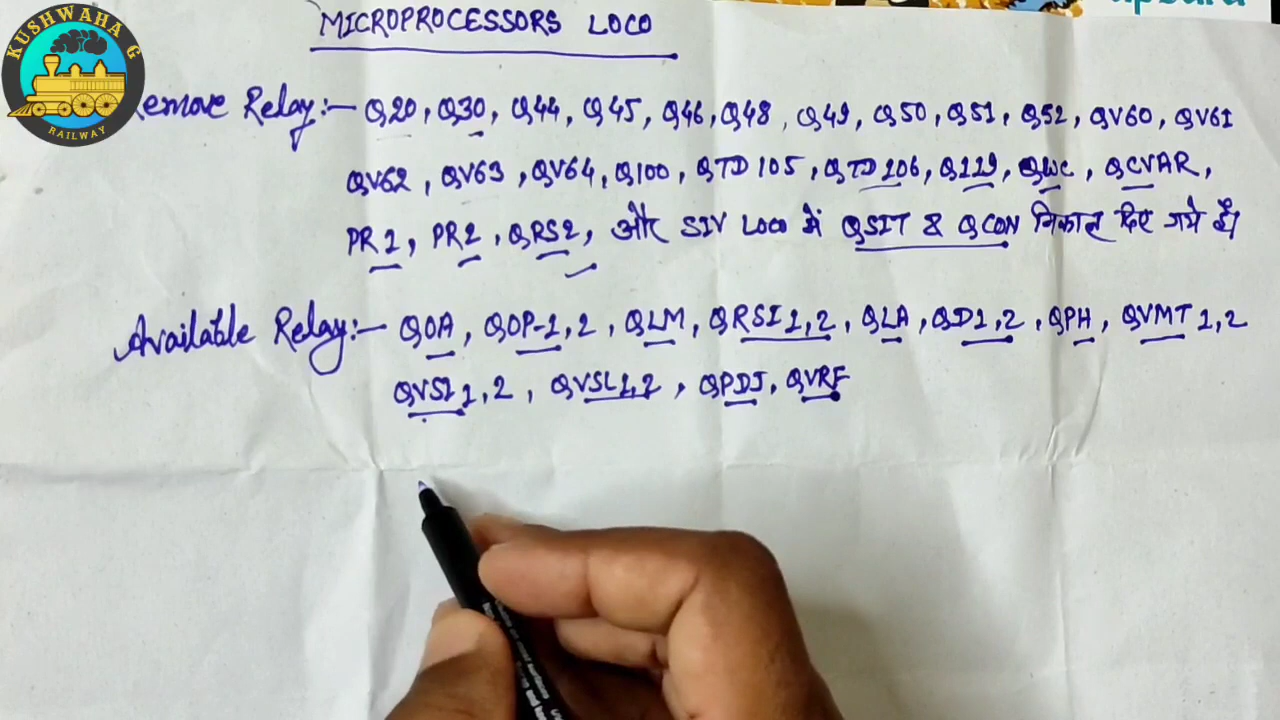 KUSHWAHA G
RAILWAY
apsara
MICROPROCESSORS LOCO
Remove Relay:- Q20, Q30, Q44, Q45, Q46, Q48, Q49, Q50, Q51, Q52, QV60, QV61
QV62, QV63, QV64, Q100, QTD 105, QTD 106, Q119, QWC, QCVAR,
PR1, PR2, QRS2, और SIV LOCO में QSIT & QCON निकाल दिए गये हैं।
Available Relay:- QOA, QOP-1,2, QLM, QRSI 1,2, QLA, QD1,2, QPH, QVMT 1,2
QVSI 1,2, QVSL 1,2, QPDJ, QVRF